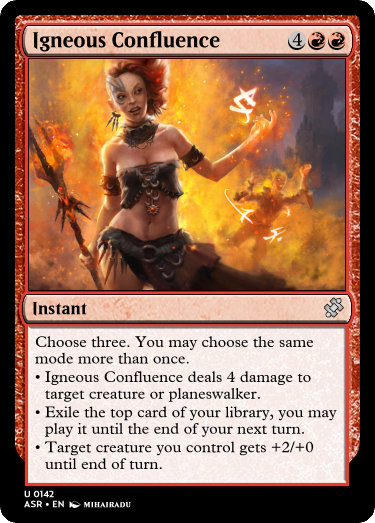 Igneous Confluence 4
Instant
Choose three. You may choose the same
mode more than once.
• Igneous Confluence deals 4 damage to
target creature or planeswalker.
• Exile the top card of your library, you may
play it until the end of your next turn.
• Target creature you control gets +2/+0
until end of turn.
U 0142
ASR • EN MIHAIRADU